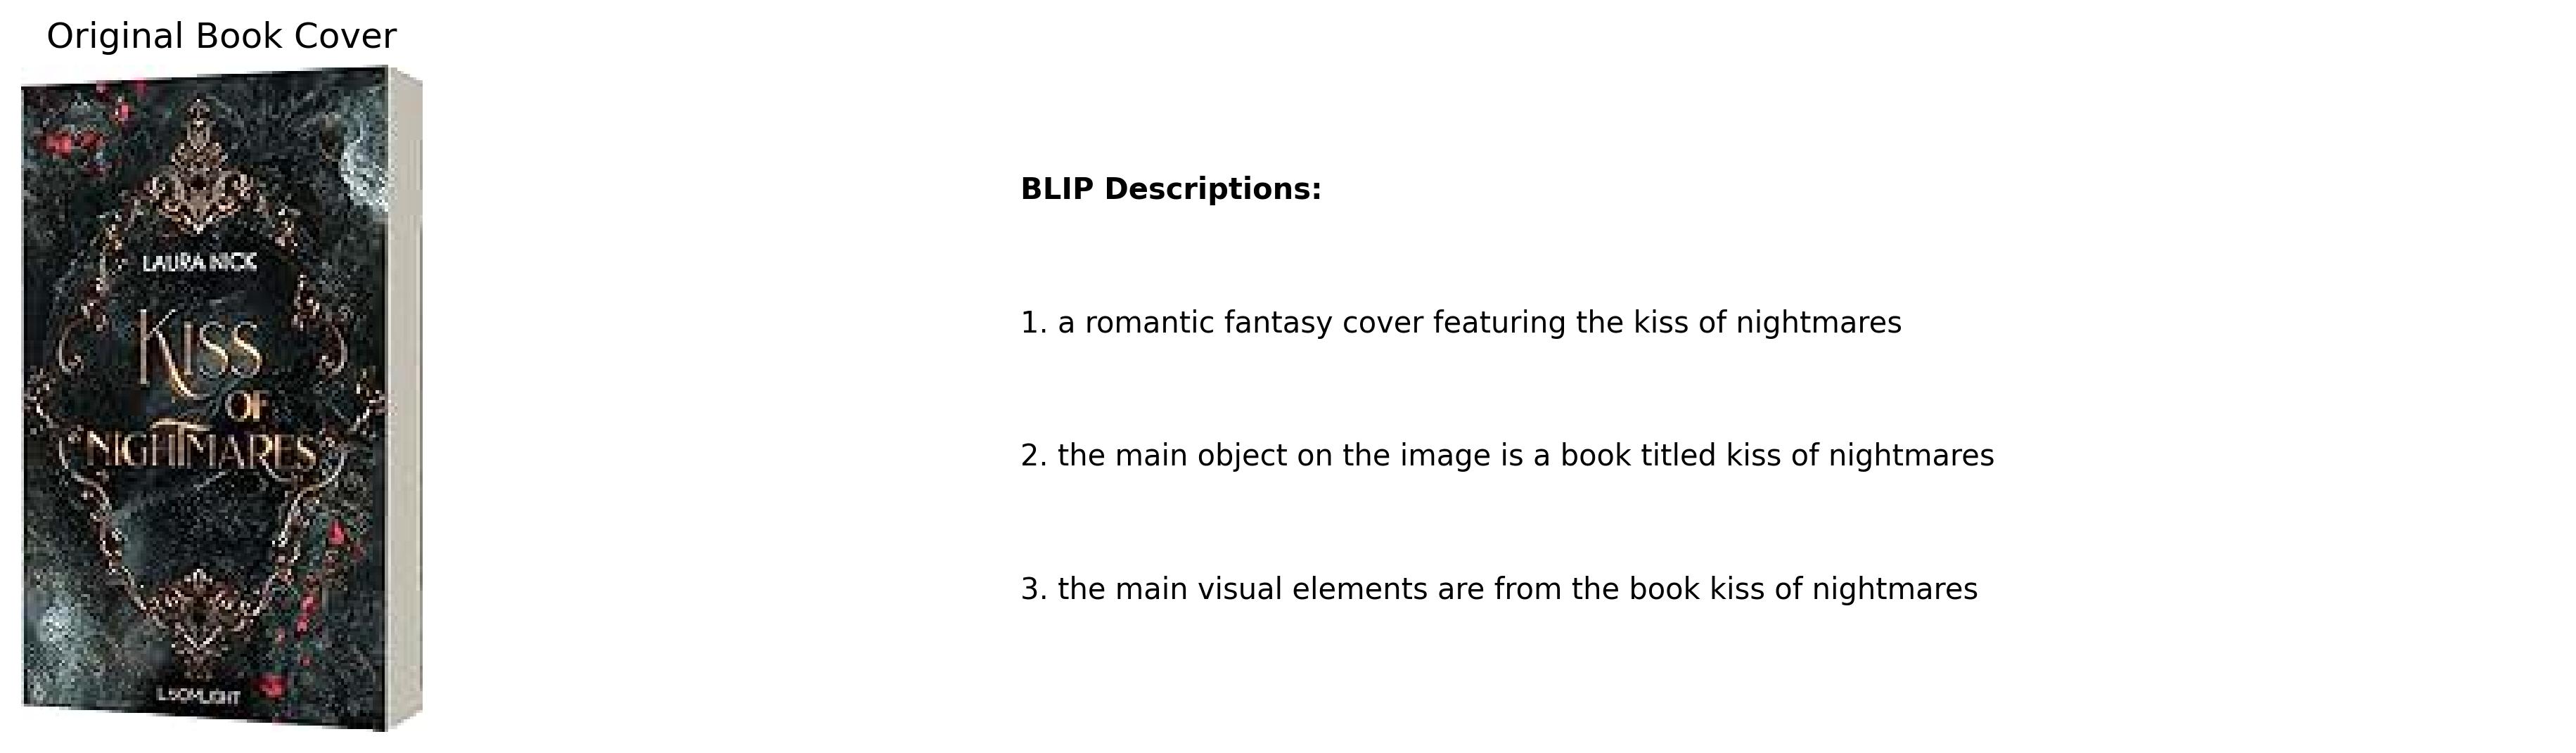 Original Book Cover
LAURA NICK
KISS
OF
NIGHTMARES
BLIP Descriptions:
1. a romantic fantasy cover featuring the kiss of nightmares
2. the main object on the image is a book titled kiss of nightmares
3. the main visual elements are from the book kiss of nightmares